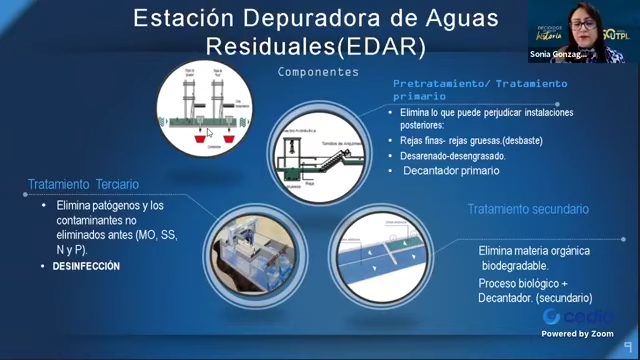 Estación Depuradora de Aguas
Residuales(EDAR)
Componentes
Sonia Gonzag...
UTPL
Pretratamiento/ Tratamiento
primario
• Elimina lo que puede perjudicar instalaciones
posteriores:
• Rejas finas- rejas gruesas.(desbaste)
• Desarenado-desengrasado.
• Decantador primario
Tratamiento Terciario
• Elimina patógenos y los
contaminantes no
eliminados antes (MO, SS,
N y P).
• DESINFECCIÓN
Tratamiento secundario
Elimina materia orgánica
biodegradable.
Proceso biológico +
Decantador. (secundario)
cedia
Powered by Zoom
9